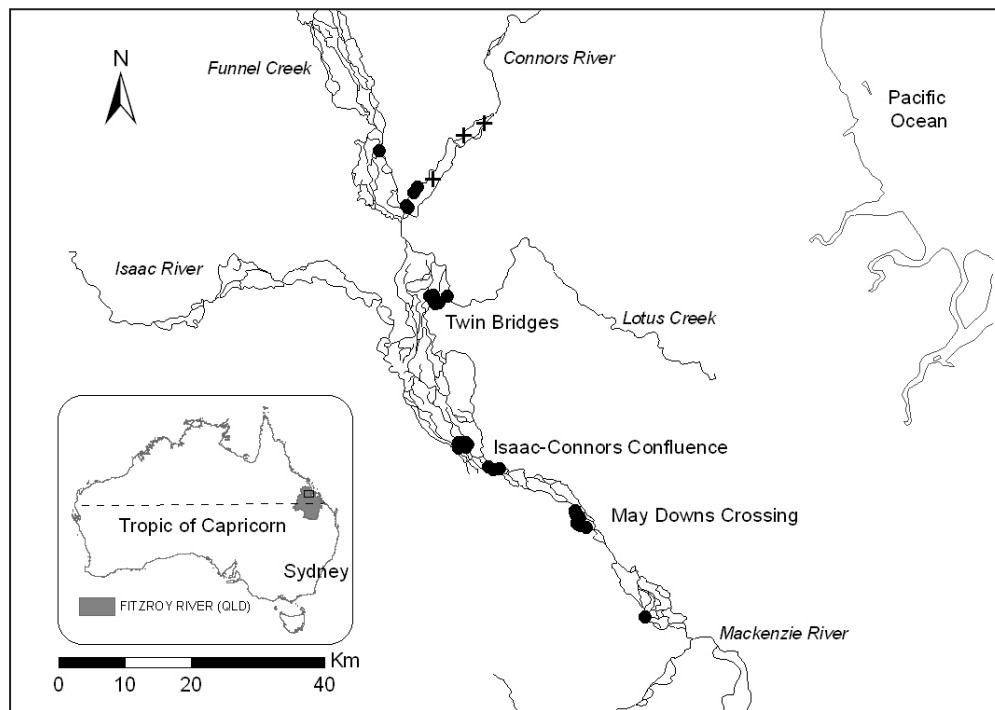 N
Funnel Creek
Connors River
Pacific
Ocean
Isaac River
Twin Bridges
Lotus Creek
Isaac-Connors Confluence
May Downs Crossing
Mackenzie River
Tropic of Capricorn
Sydney
FITZROY RIVER (QLD)
Km
0 10 20 40